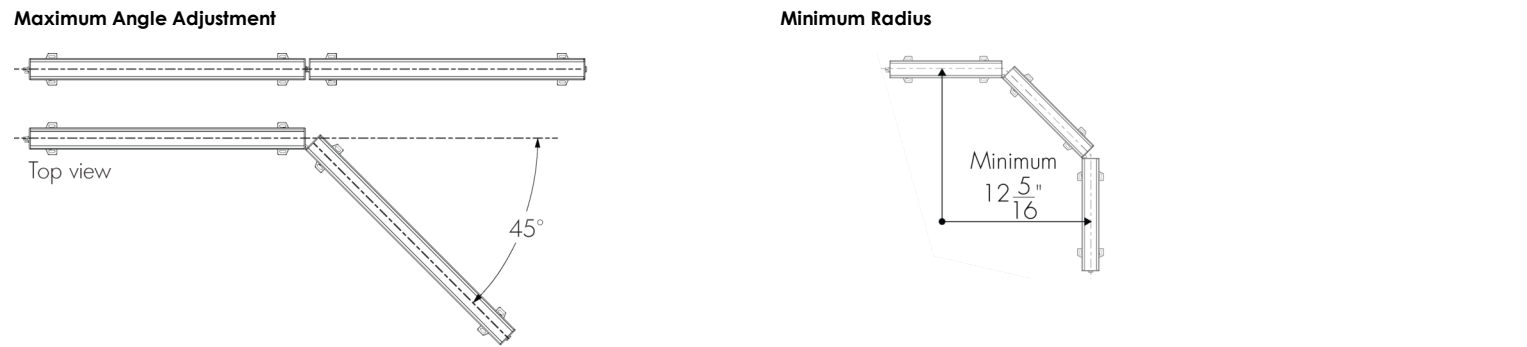 Maximum Angle Adjustment
Top view
45°
Minimum Radius
Minimum
12 5/16"